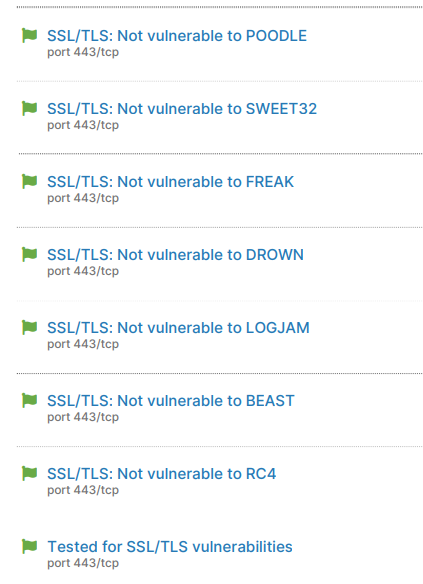 SSL/TLS: Not vulnerable to POODLE
port 443/tcp
SSL/TLS: Not vulnerable to SWEET32
port 443/tcp
SSL/TLS: Not vulnerable to FREAK
port 443/tcp
SSL/TLS: Not vulnerable to DROWN
port 443/tcp
SSL/TLS: Not vulnerable to LOGJAM
port 443/tcp
SSL/TLS: Not vulnerable to BEAST
port 443/tcp
SSL/TLS: Not vulnerable to RC4
port 443/tcp
Tested for SSL/TLS vulnerabilities
port 443/tcp